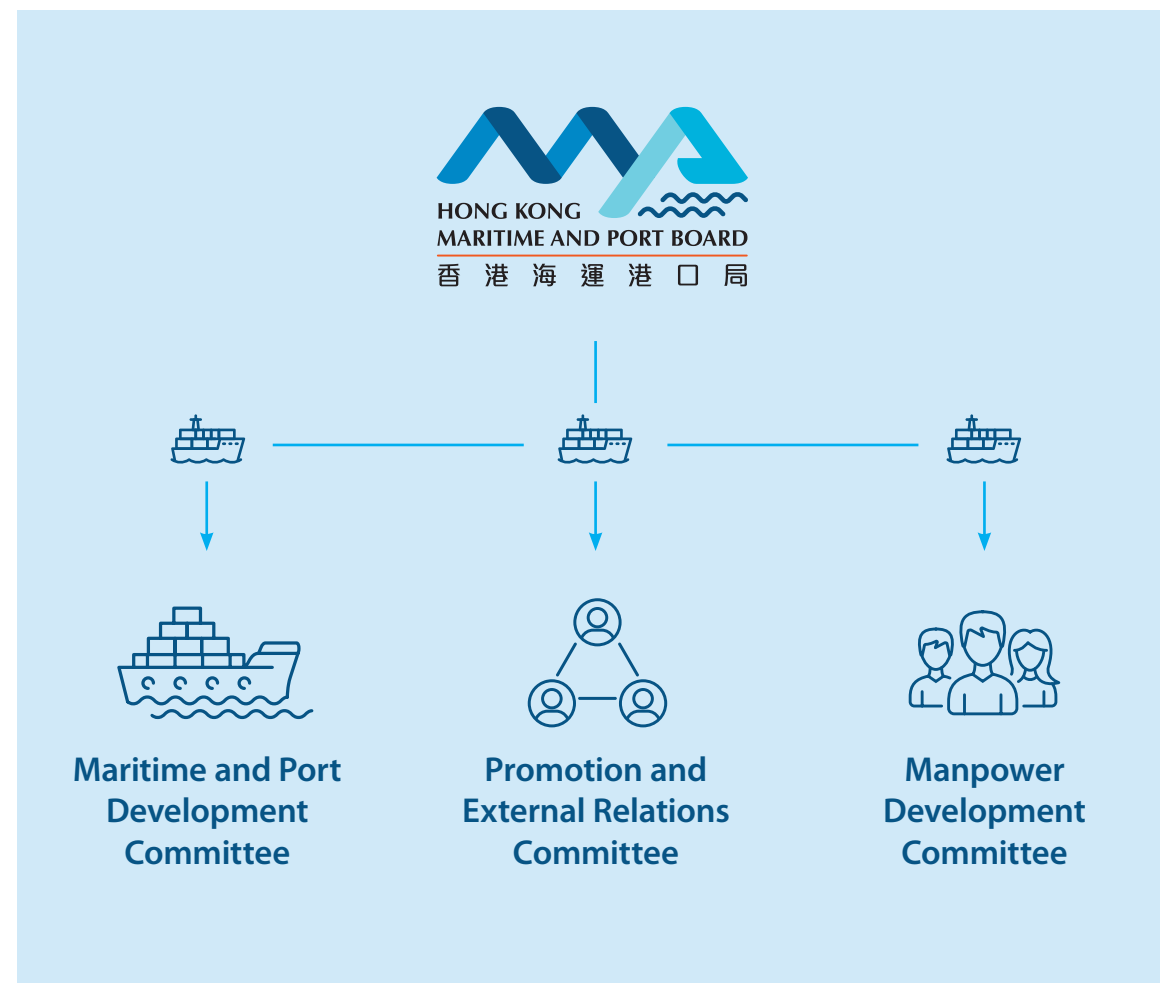 HONG KONG
MARITIME AND PORT BOARD
香港海運港口局
Maritime and Port
Development
Committee
Promotion and
External Relations
Committee
Manpower
Development
Committee